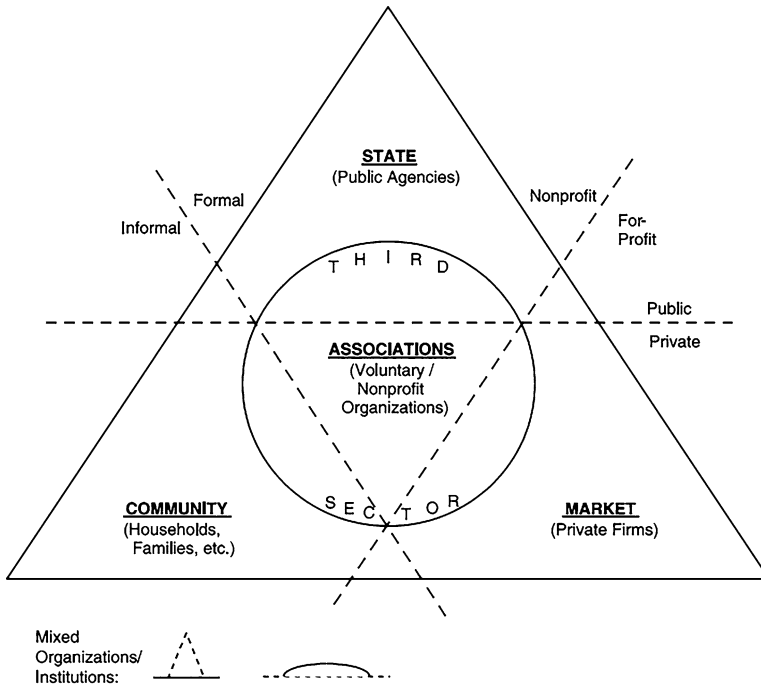 STATE
(Public Agencies)
Formal
Informal
Nonprofit
For-
Profit
THIRD
Public
Private
ASSOCIATIONS
(Voluntary /
Nonprofit
Organizations)
SECTOR
COMMUNITY
(Households,
Families, etc.)
MARKET
(Private Firms)
Mixed
Organizations/
Institutions: